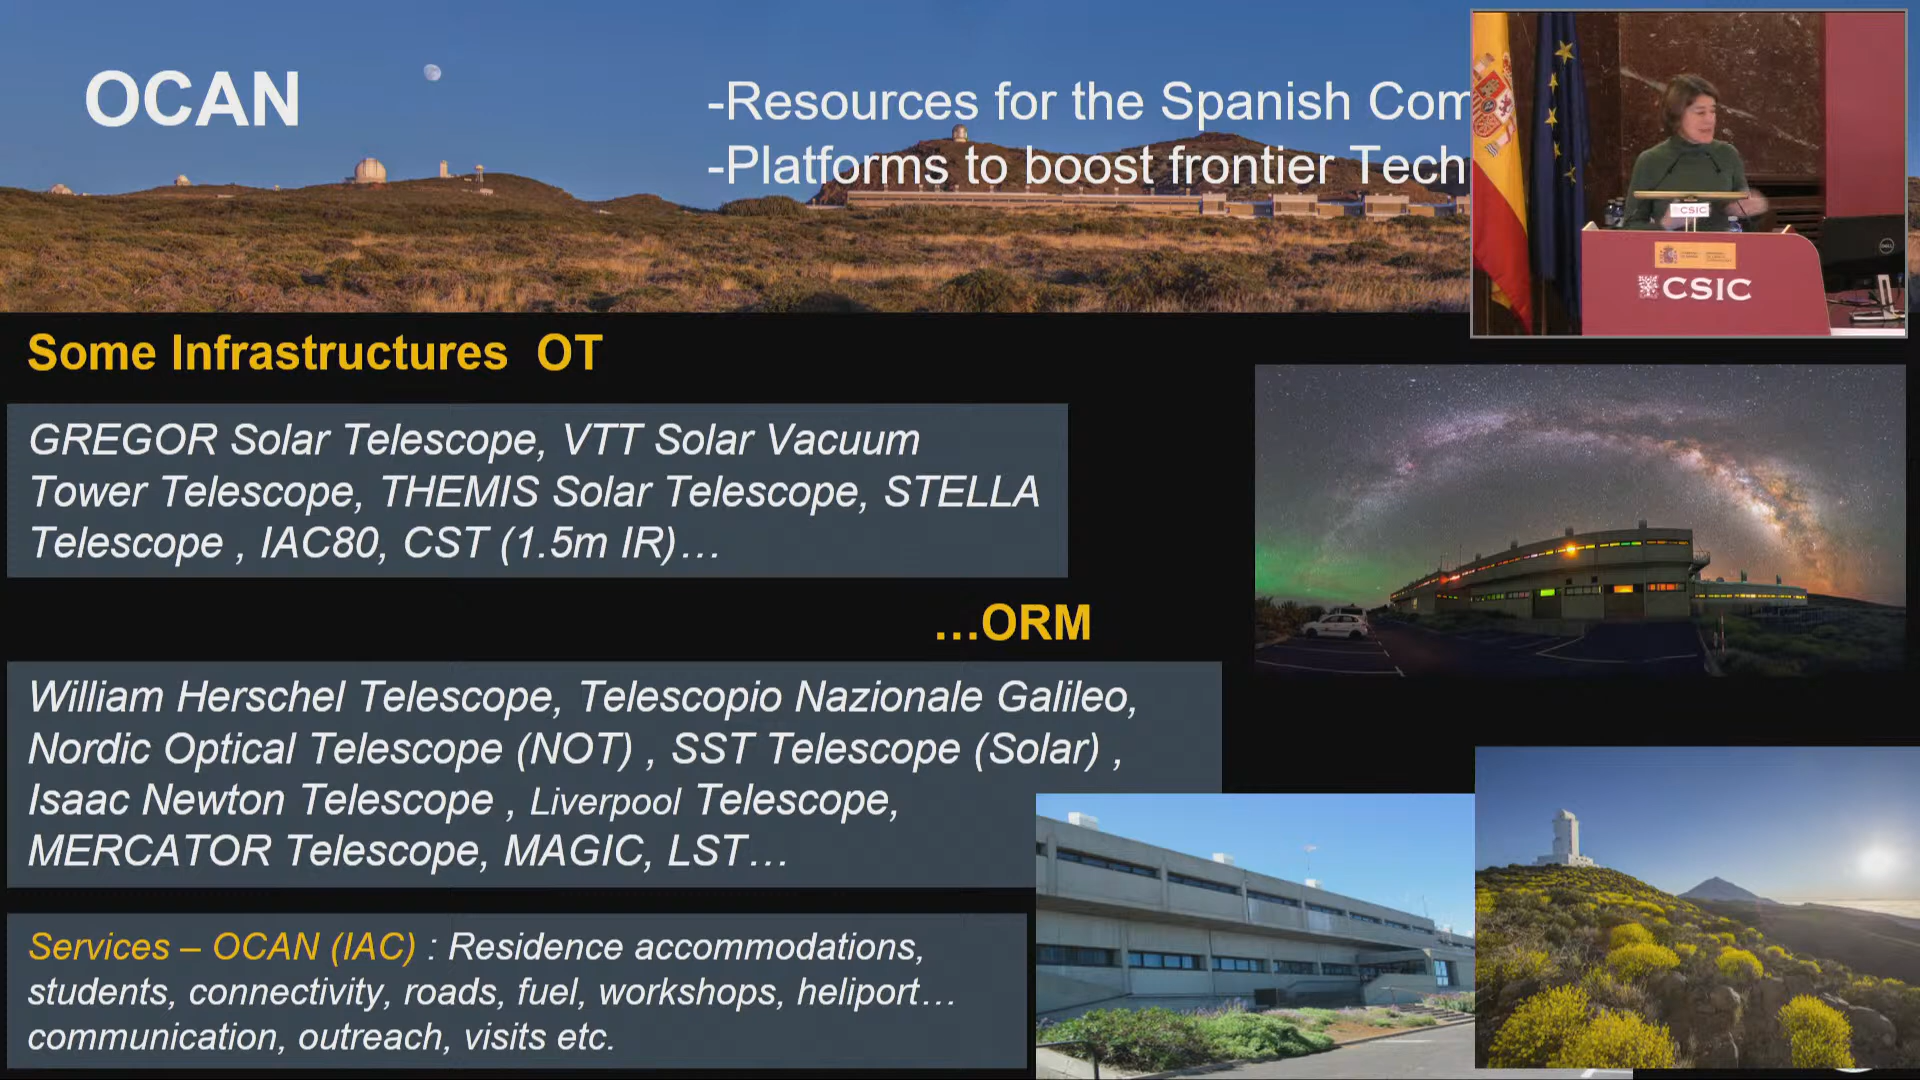 OCAN
-Resources for the Spanish Com
-Platforms to boost frontier Tech
CSIC
CSIC
Some Infrastructures OT
GREGOR Solar Telescope, VTT Solar Vacuum
Tower Telescope, THEMIS Solar Telescope, STELLA
Telescope , IAC80, CST (1.5m IR)...
...ORM
William Herschel Telescope, Telescopio Nazionale Galileo,
Nordic Optical Telescope (NOT) , SST Telescope (Solar) ,
Isaac Newton Telescope , Liverpool Telescope,
MERCATOR Telescope, MAGIC, LST...
Services – OCAN (IAC) : Residence accommodations,
students, connectivity, roads, fuel, workshops, heliport...
communication, outreach, visits etc.